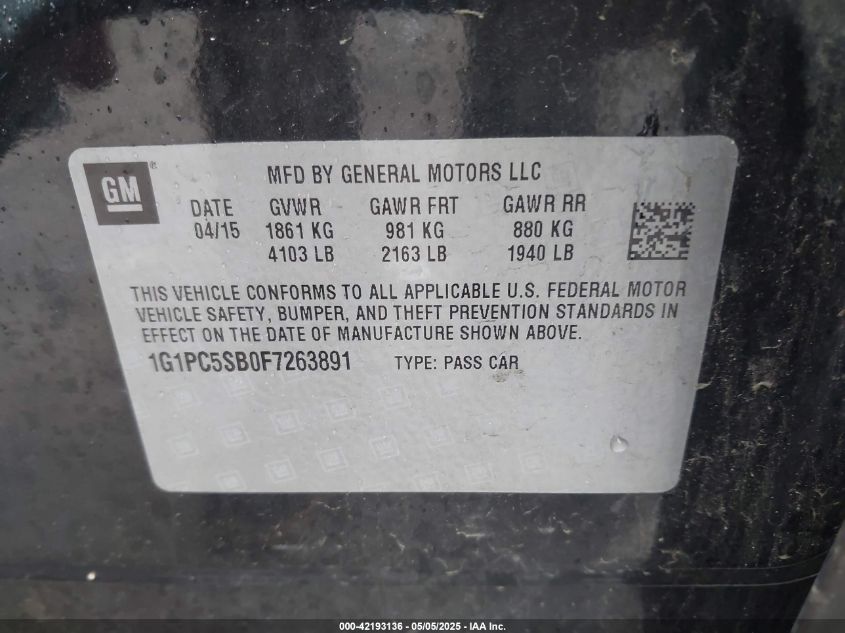 GM®
MFD BY GENERAL MOTORS LLC
DATE GVWR GAWR FRT GAWR RR
04/15 1861 KG 981 KG 880 KG
4103 LB 2163 LB 1940 LB
THIS VEHICLE CONFORMS TO ALL APPLICABLE U.S. FEDERAL MOTOR
VEHICLE SAFETY, BUMPER, AND THEFT PREVENTION STANDARDS IN
EFFECT ON THE DATE OF MANUFACTURE SHOWN ABOVE.
1G1PC5SB0F7263891 TYPE: PASS CAR
000-42193136 - 05/05/2025 - IAA Inc.